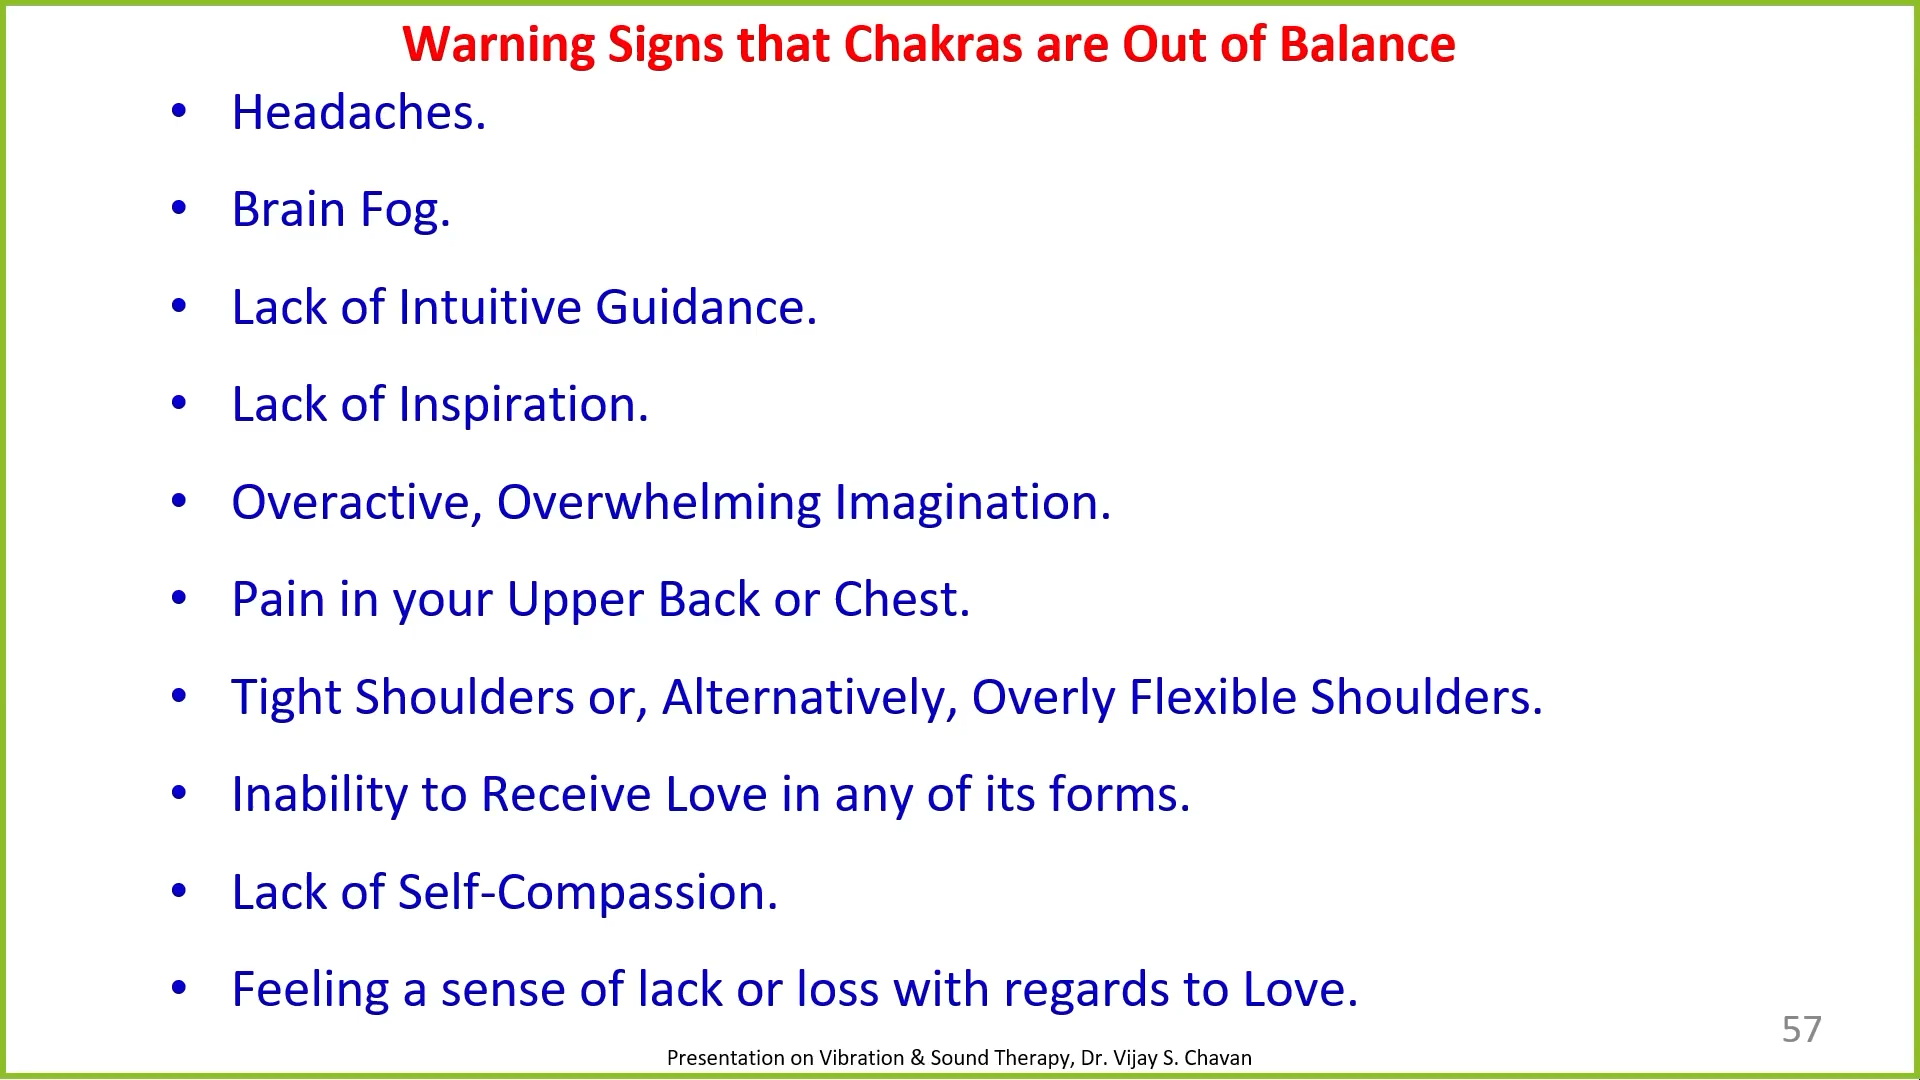 Warning Signs that Chakras are Out of Balance
• Headaches.
• Brain Fog.
• Lack of Intuitive Guidance.
• Lack of Inspiration.
• Overactive, Overwhelming Imagination.
• Pain in your Upper Back or Chest.
• Tight Shoulders or, Alternatively, Overly Flexible Shoulders.
• Inability to Receive Love in any of its forms.
• Lack of Self-Compassion.
• Feeling a sense of lack or loss with regards to Love.
57
Presentation on Vibration & Sound Therapy, Dr. Vijay S. Chavan